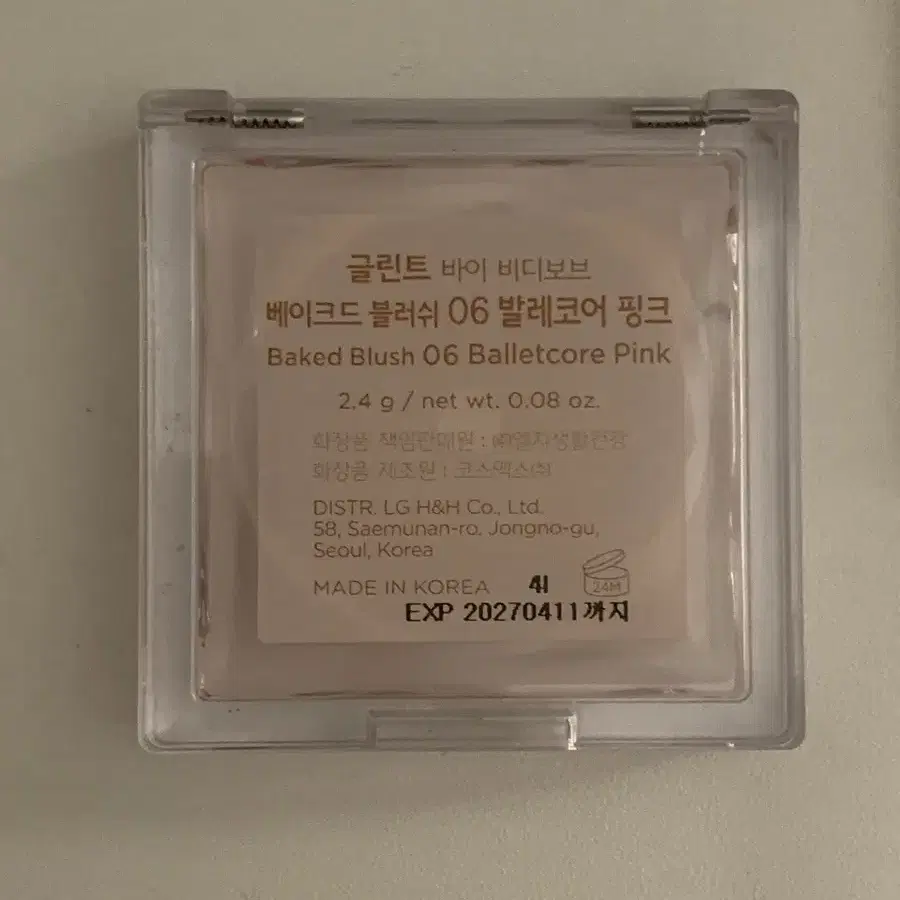 글린트 바이 비디보브
베이크드 블러쉬 06 발레코어 핑크
Baked Blush 06 Balletcore Pink
2.4 g / net wt. 0.08 oz.
화장품 책임판매원 : ㈜엘지생활건강
화장품 제조원 : 코스맥스㈜
DISTR. LG H&H Co., Ltd.
58, Saemunan-ro, Jongno-gu,
Seoul, Korea
MADE IN KOREA 4I 24M
EXP 20270411까지